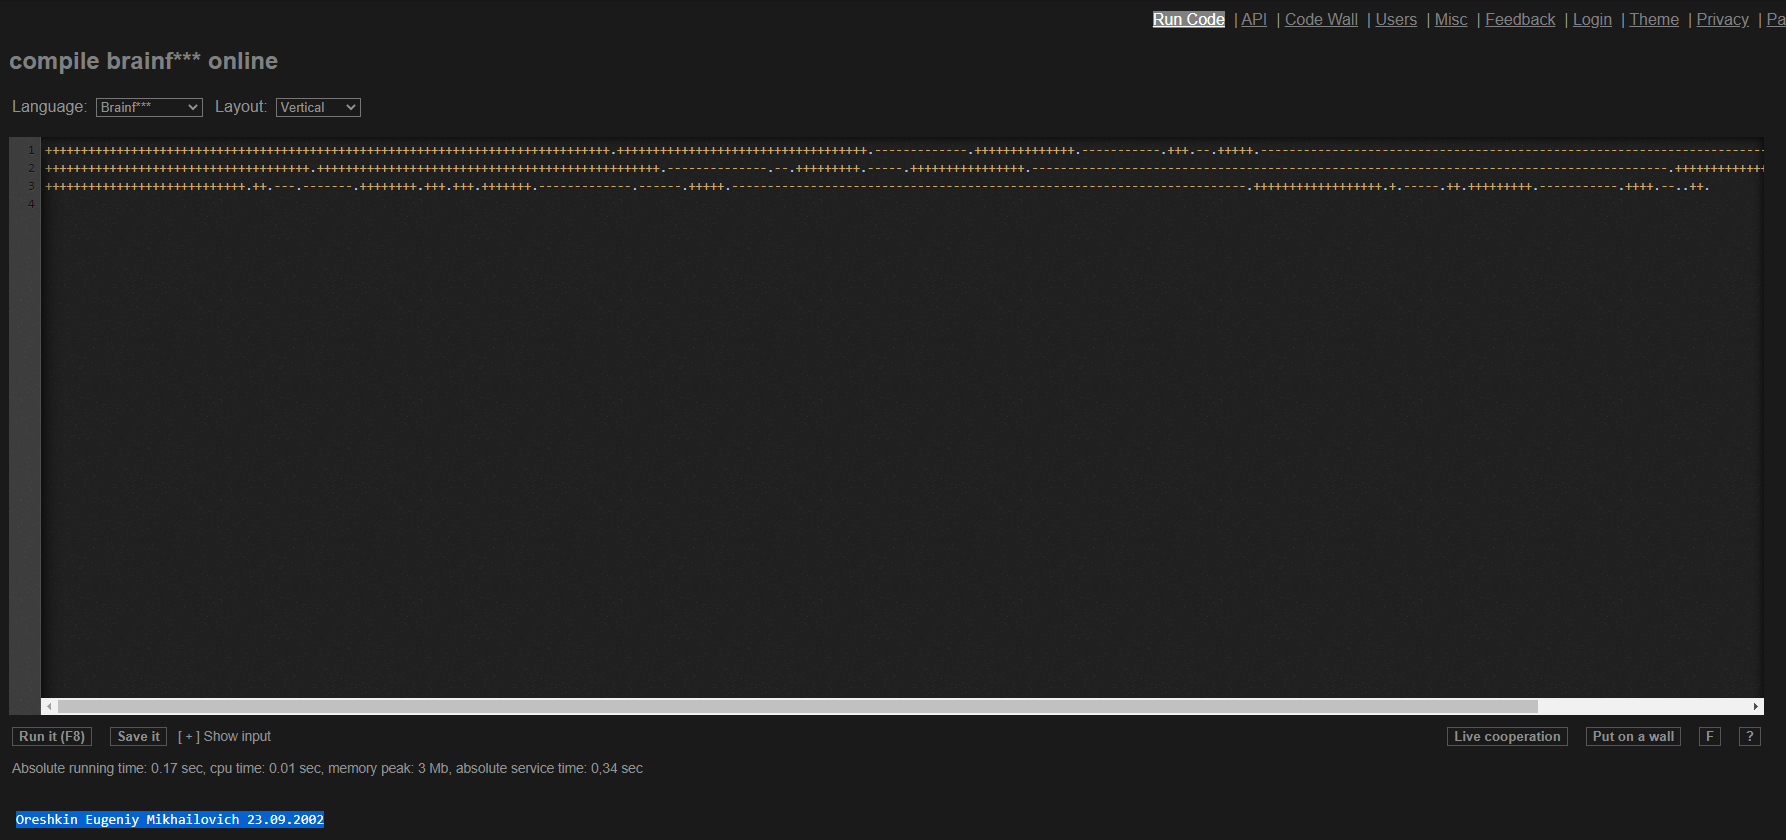 Run Code | API | Code Wall | Users | Misc | Feedback | Login | Theme | Privacy | Pa
compile brainf*** online
Language: Brainf*** Layout: Vertical
1 +++++++++++++++++++++++++++++++++++++++++++++++++++++++++++++++++++++++++++++++.+++++++++++++++++++++++++++++++++++.-------------.++++++++++++++.-----------.+++.--.+++++.----------------------------------------------------------------------
2 +++++++++++++++++++++++++++++++++++++.++++++++++++++++++++++++++++++++++++++++++++++++.--------------.--.+++++++++.-----.++++++++++++++++.-----------------------------------------------------------------------------------------.++++++++++++
3 ++++++++++++++++++++++++++++.++.---.-------.++++++++.+++.+++.+++++++.-------------.------.+++++.------------------------------------------------------------------------.++++++++++++++++++.+.-----.++.+++++++++.-----------.++++.--..++.
4
Run it (F8) Save it [ + ] Show input Live cooperation Put on a wall F ?
Absolute running time: 0.17 sec, cpu time: 0.01 sec, memory peak: 3 Mb, absolute service time: 0,34 sec
Oreshkin Eugeniy Mikhailovich 23.09.2002